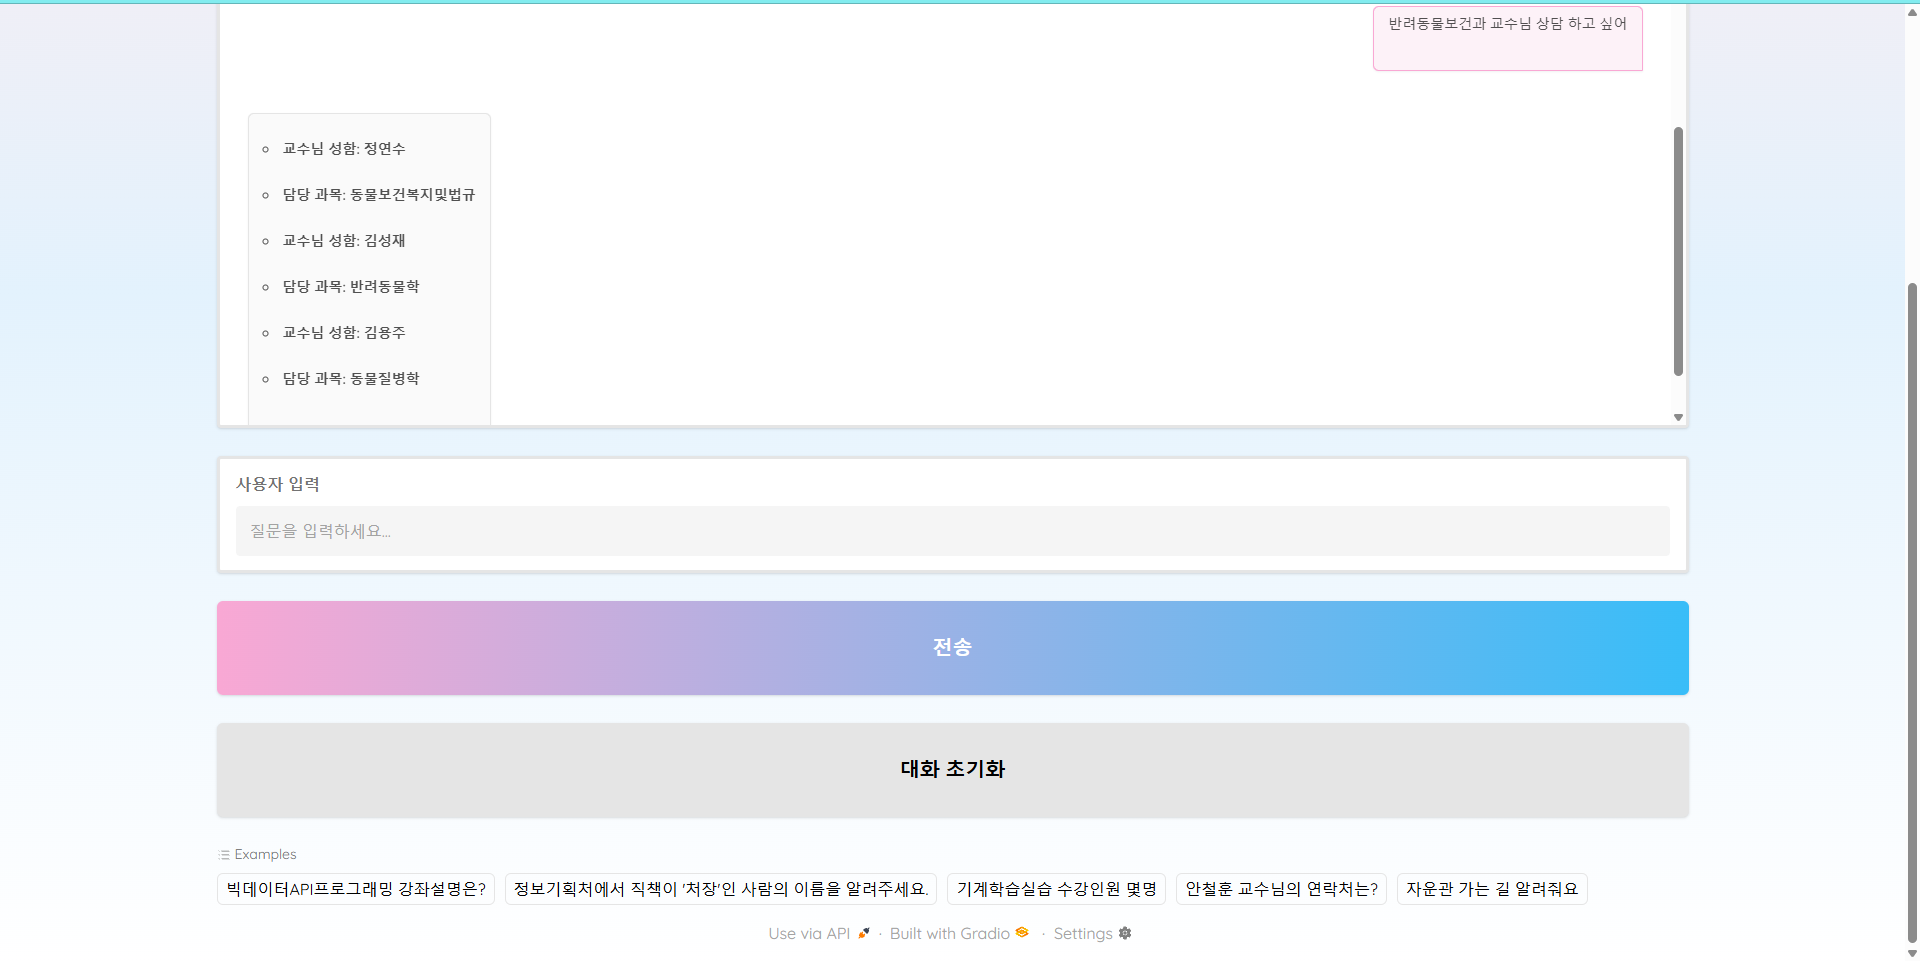 반려동물보건과 교수님 상담 하고 싶어
교수님 성함: 정연수
담당 과목: 동물보건복지및법규
교수님 성함: 김성재
담당 과목: 반려동물학
교수님 성함: 김용주
담당 과목: 동물질병학
사용자 입력
질문을 입력하세요...
전송
대화 초기화
Examples
빅데이터API프로그래밍 강좌설명은?
정보기획처에서 직책이 '처장'인 사람의 이름을 알려주세요.
기계학습실습 수강인원 몇명
안철훈 교수님의 연락처는?
자운관 가는 길 알려줘요
Use via API · Built with Gradio · Settings